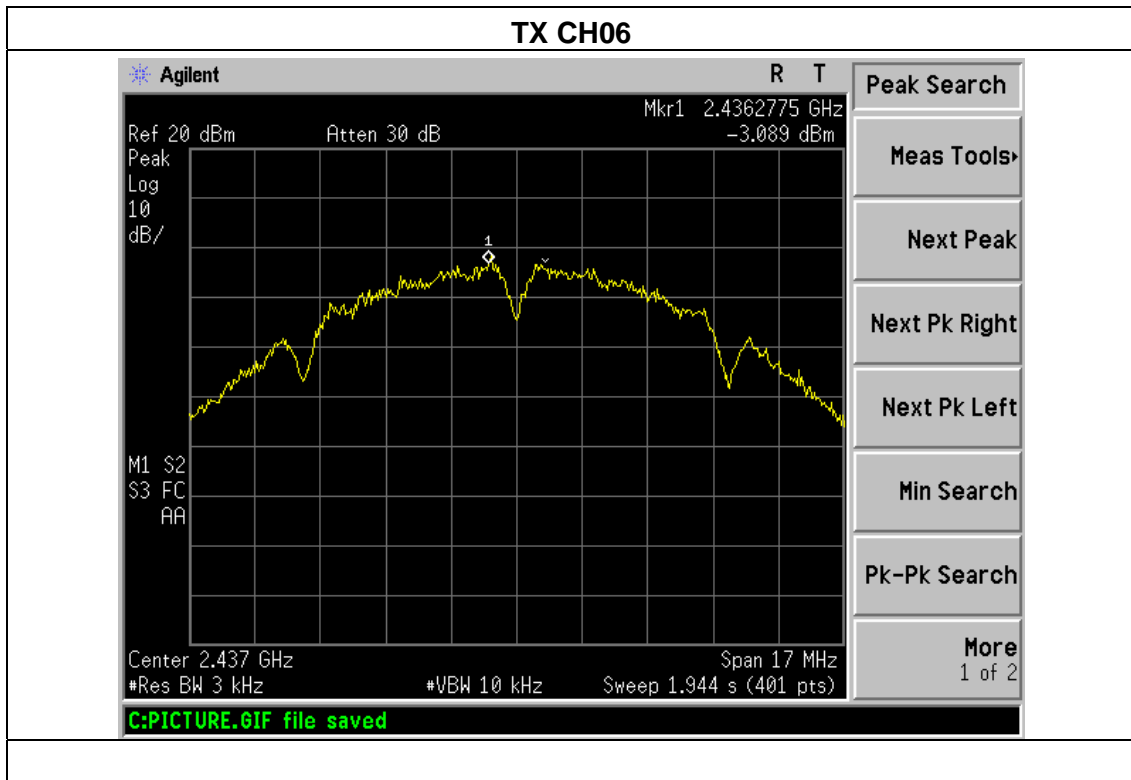 TX CH06
Agilent R T
Mkr1 2.4362775 GHz
Ref 20 dBm Atten 30 dB -3.089 dBm
Peak
Log
10
dB/
1
M1 S2
S3 FC
AA
Center 2.437 GHz Span 17 MHz
#Res BW 3 kHz #VBW 10 kHz Sweep 1.944 s (401 pts)
C:PICTURE.GIF file saved
Peak Search
Meas Tools
Next Peak
Next Pk Right
Next Pk Left
Min Search
Pk-Pk Search
More
1 of 2